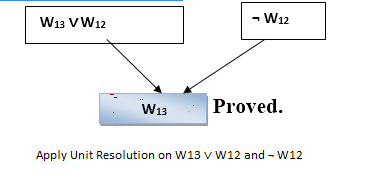 W13 ∨ W12
¬ W12
W13 Proved.
Apply Unit Resolution on W13 ∨ W12 and ¬ W12